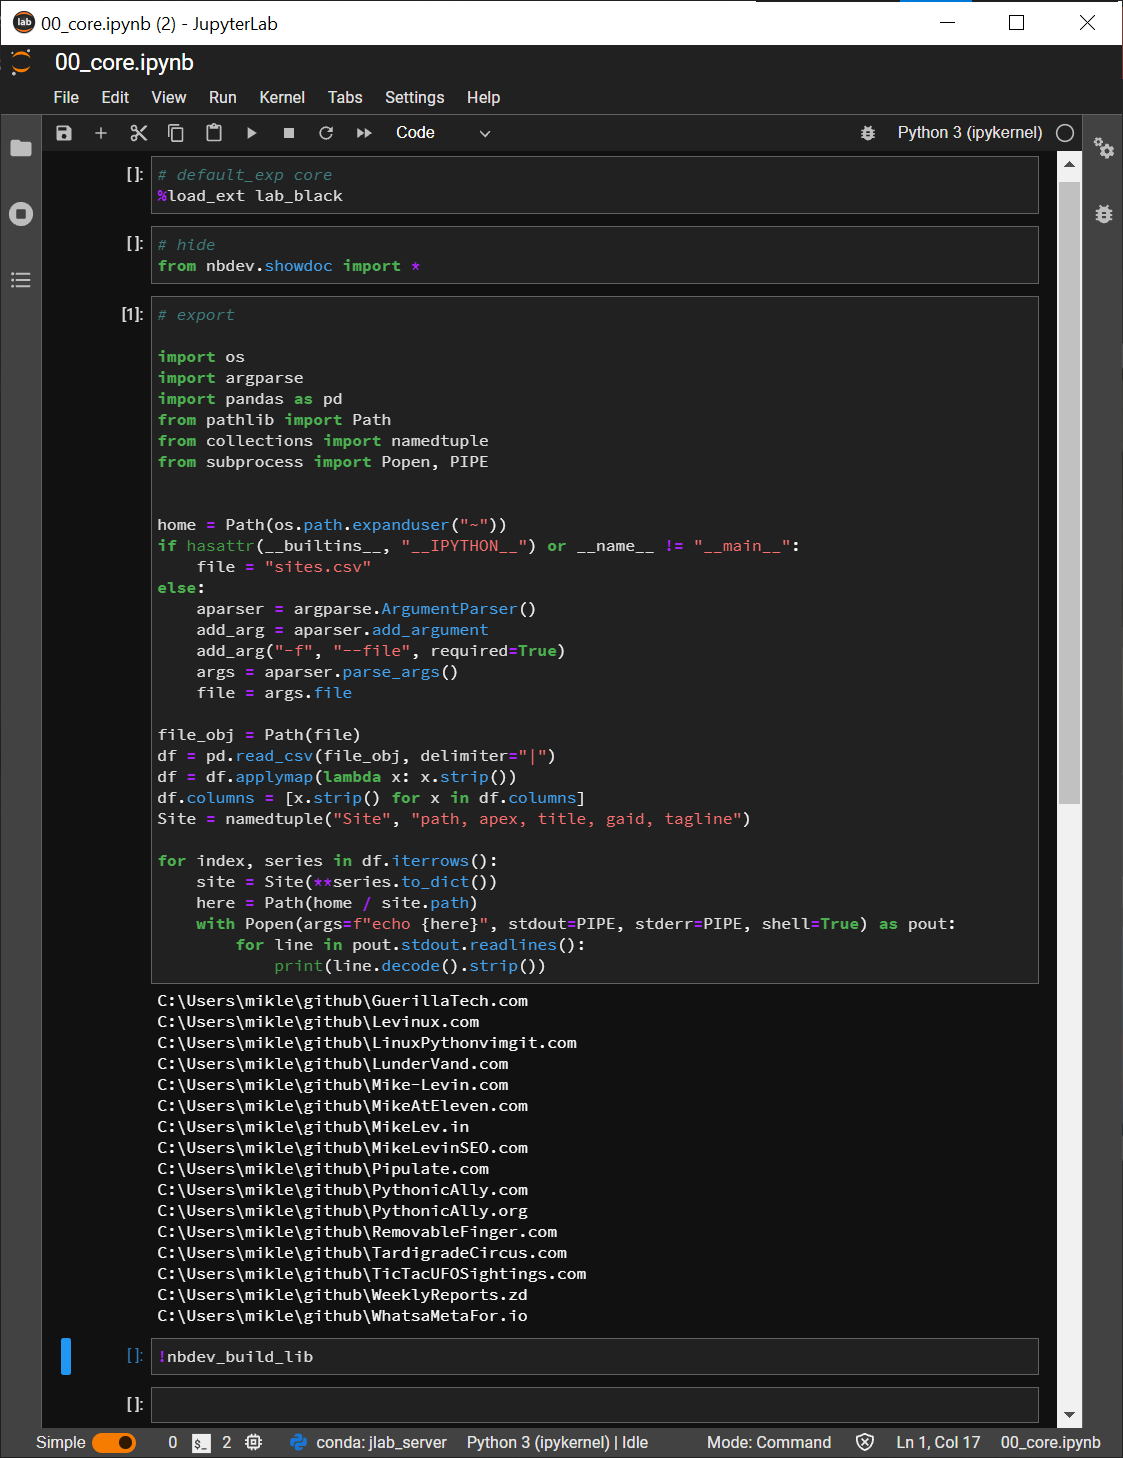 00_core.ipynb (2) - JupyterLab
00_core.ipynb
File Edit View Run Kernel Tabs Settings Help
Code Python 3 (ipykernel)
[]: # default_exp core
%load_ext lab_black
[]: # hide
from nbdev.showdoc import *
[1]: # export
import os
import argparse
import pandas as pd
from pathlib import Path
from collections import namedtuple
from subprocess import Popen, PIPE
home = Path(os.path.expanduser("~"))
if hasattr(__builtins__, "__IPYTHON__") or __name__ != "__main__":
    file = "sites.csv"
else:
    aparser = argparse.ArgumentParser()
    add_arg = aparser.add_argument
    add_arg("-f", "--file", required=True)
    args = aparser.parse_args()
    file = args.file
file_obj = Path(file)
df = pd.read_csv(file_obj, delimiter="|")
df = df.applymap(lambda x: x.strip())
df.columns = [x.strip() for x in df.columns]
Site = namedtuple("Site", "path, apex, title, gaid, tagline")
for index, series in df.iterrows():
    site = Site(**series.to_dict())
    here = Path(home / site.path)
    with Popen(args=f"echo {here}", stdout=PIPE, stderr=PIPE, shell=True) as pout:
        for line in pout.stdout.readlines():
            print(line.decode().strip())
C:\Users\mikle\github\GuerillaTech.com
C:\Users\mikle\github\Levinux.com
C:\Users\mikle\github\LinuxPythonvimgit.com
C:\Users\mikle\github\LunderVand.com
C:\Users\mikle\github\Mike-Levin.com
C:\Users\mikle\github\MikeAtEleven.com
C:\Users\mikle\github\MikeLev.in
C:\Users\mikle\github\MikeLevinSEO.com
C:\Users\mikle\github\Pipulate.com
C:\Users\mikle\github\PythonicAlly.com
C:\Users\mikle\github\PythonicAlly.org
C:\Users\mikle\github\RemovableFinger.com
C:\Users\mikle\github\TardigradeCircus.com
C:\Users\mikle\github\TicTacUFOSightings.com
C:\Users\mikle\github\WeeklyReports.zd
C:\Users\mikle\github\WhatsaMetaFor.io
[]: !nbdev_build_lib
[]:
Simple 0 $_ 2 conda: jlab_server Python 3 (ipykernel) | Idle Mode: Command Ln 1, Col 17 00_core.ipynb